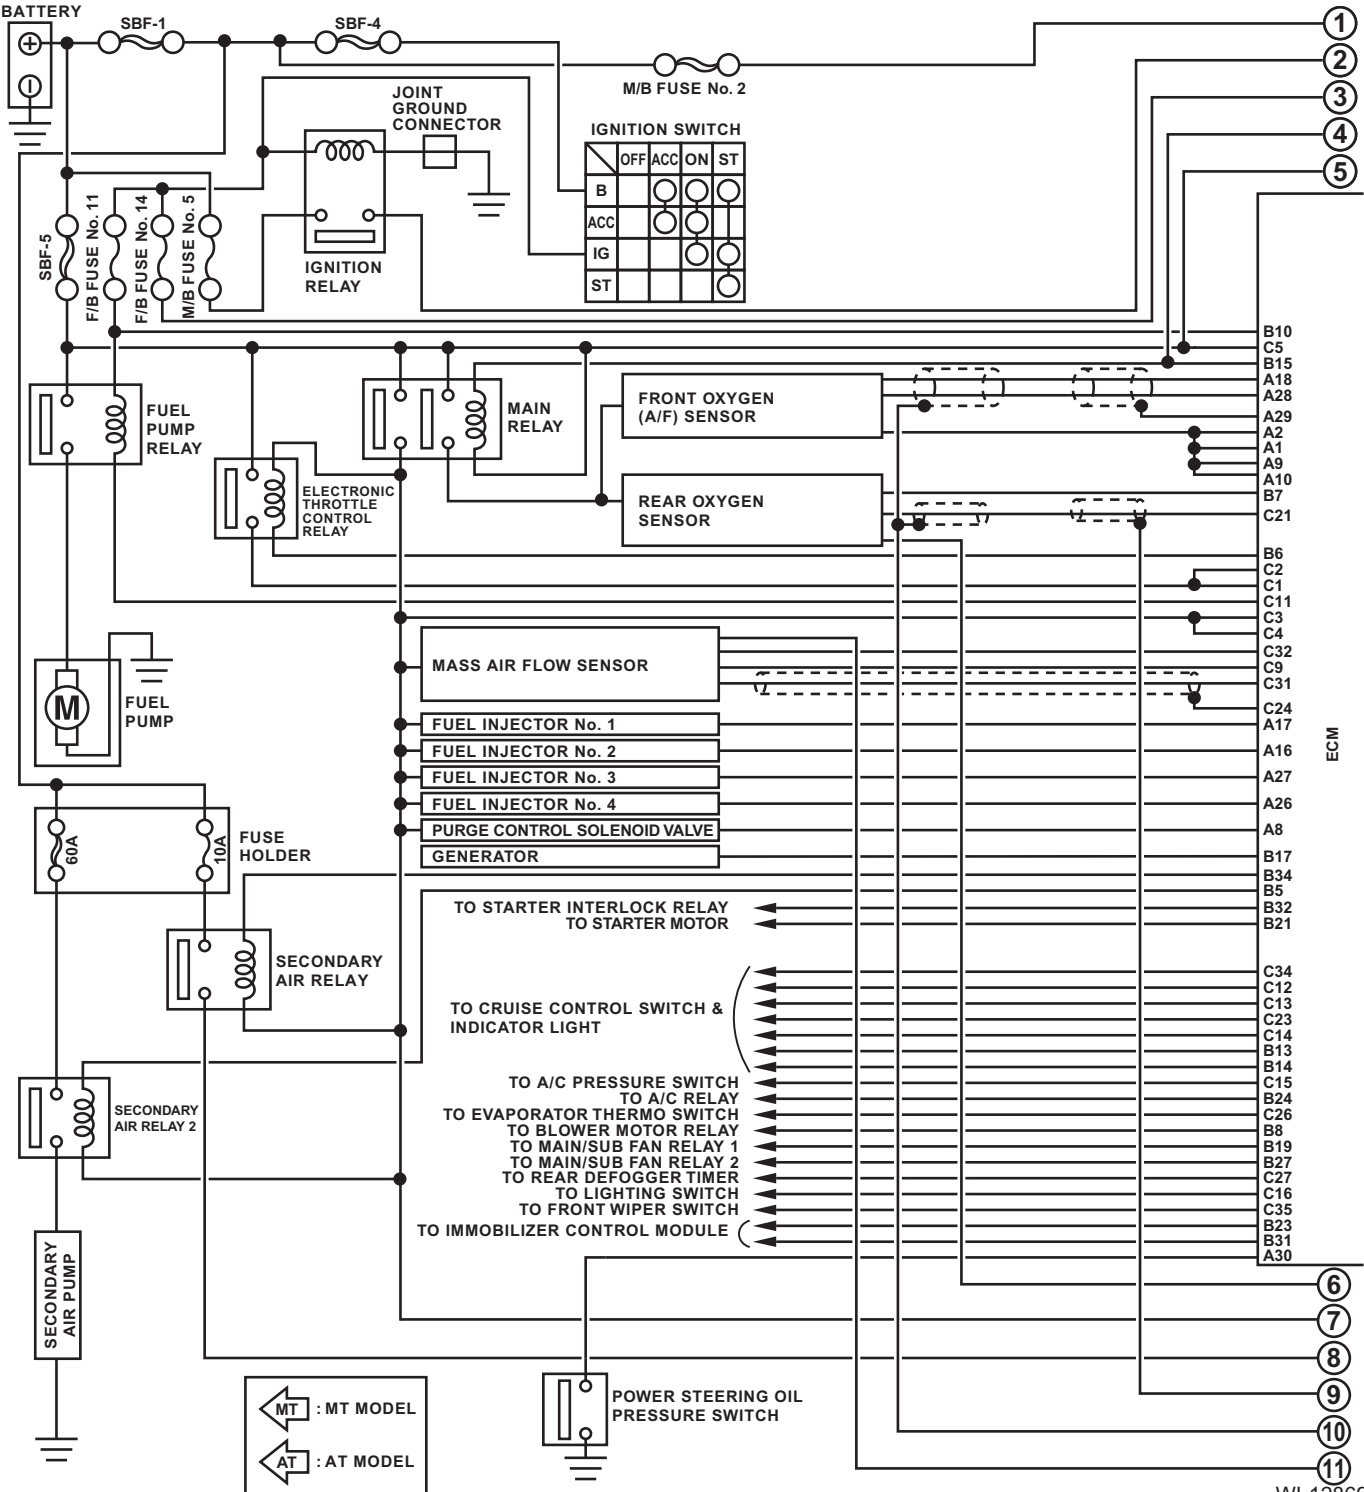 BATTERY
SBF-1
SBF-4
M/B FUSE No. 2
1
2
3
4
5
JOINT
GROUND
CONNECTOR
IGNITION SWITCH
OFF ACC ON ST
B
ACC
IG
ST
SBF-5
F/B FUSE No. 11
F/B FUSE No. 14
M/B FUSE No. 5
IGNITION
RELAY
FUEL
PUMP
RELAY
MAIN
RELAY
ELECTRONIC
THROTTLE
CONTROL
RELAY
FRONT OXYGEN
(A/F) SENSOR
REAR OXYGEN
SENSOR
B10
C5
B15
A18
A28
A29
A2
A1
A9
A10
B7
C21
B6
C2
C1
C11
C3
C4
C32
C9
C31
C24
A17
A16
A27
A26
A8
B17
B34
B5
B32
B21
C34
C12
C13
C23
C14
B13
B14
C15
B24
C26
B8
B19
B27
C27
C16
C35
B23
B31
A30
ECM
M
FUEL
PUMP
MASS AIR FLOW SENSOR
FUEL INJECTOR No. 1
FUEL INJECTOR No. 2
FUEL INJECTOR No. 3
FUEL INJECTOR No. 4
PURGE CONTROL SOLENOID VALVE
GENERATOR
60A
10A
FUSE
HOLDER
TO STARTER INTERLOCK RELAY
TO STARTER MOTOR
SECONDARY
AIR RELAY
TO CRUISE CONTROL SWITCH &
INDICATOR LIGHT
TO A/C PRESSURE SWITCH
TO A/C RELAY
TO EVAPORATOR THERMO SWITCH
TO BLOWER MOTOR RELAY
TO MAIN/SUB FAN RELAY 1
TO MAIN/SUB FAN RELAY 2
TO REAR DEFOGGER TIMER
TO LIGHTING SWITCH
TO FRONT WIPER SWITCH
TO IMMOBILIZER CONTROL MODULE
SECONDARY
AIR RELAY 2
SECONDARY
AIR PUMP
6
7
8
9
10
11
MT : MT MODEL
AT : AT MODEL
POWER STEERING OIL
PRESSURE SWITCH